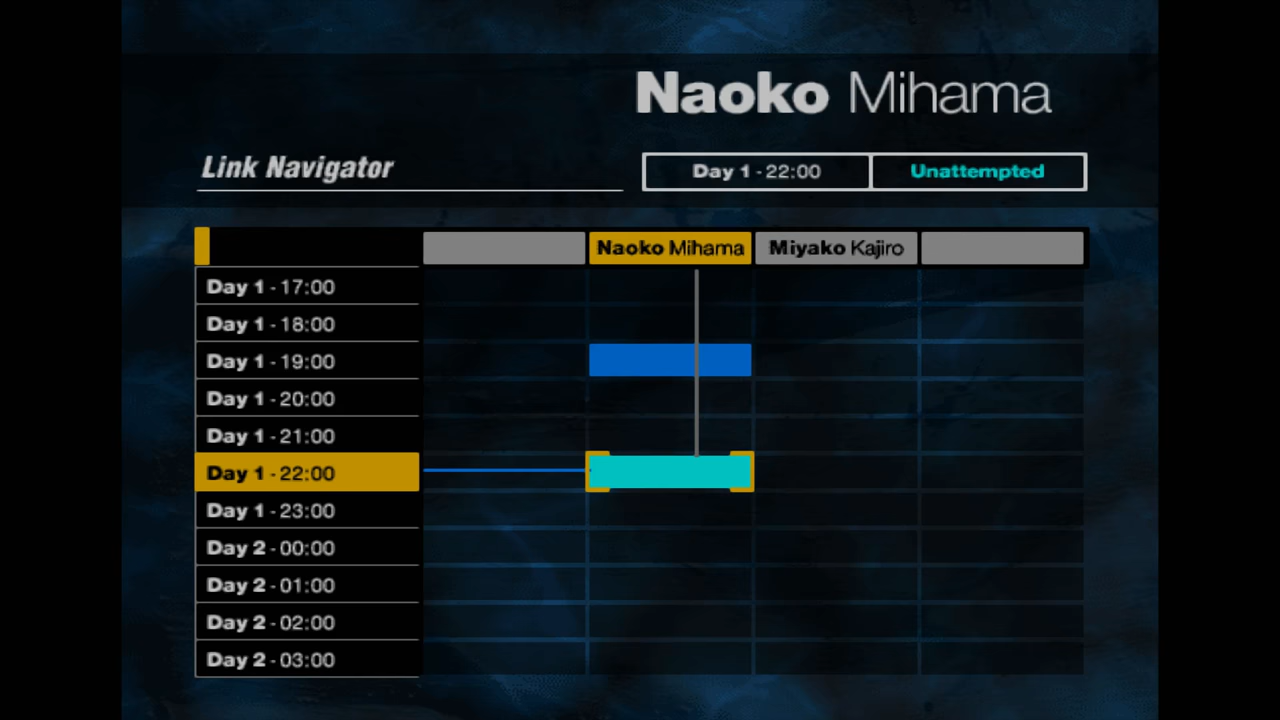 Naoko Mihama
Link Navigator
Day 1 - 22:00
Unattempted
Naoko Mihama
Miyako Kajiro
Day 1 - 17:00
Day 1 - 18:00
Day 1 - 19:00
Day 1 - 20:00
Day 1 - 21:00
Day 1 - 22:00
Day 1 - 23:00
Day 2 - 00:00
Day 2 - 01:00
Day 2 - 02:00
Day 2 - 03:00